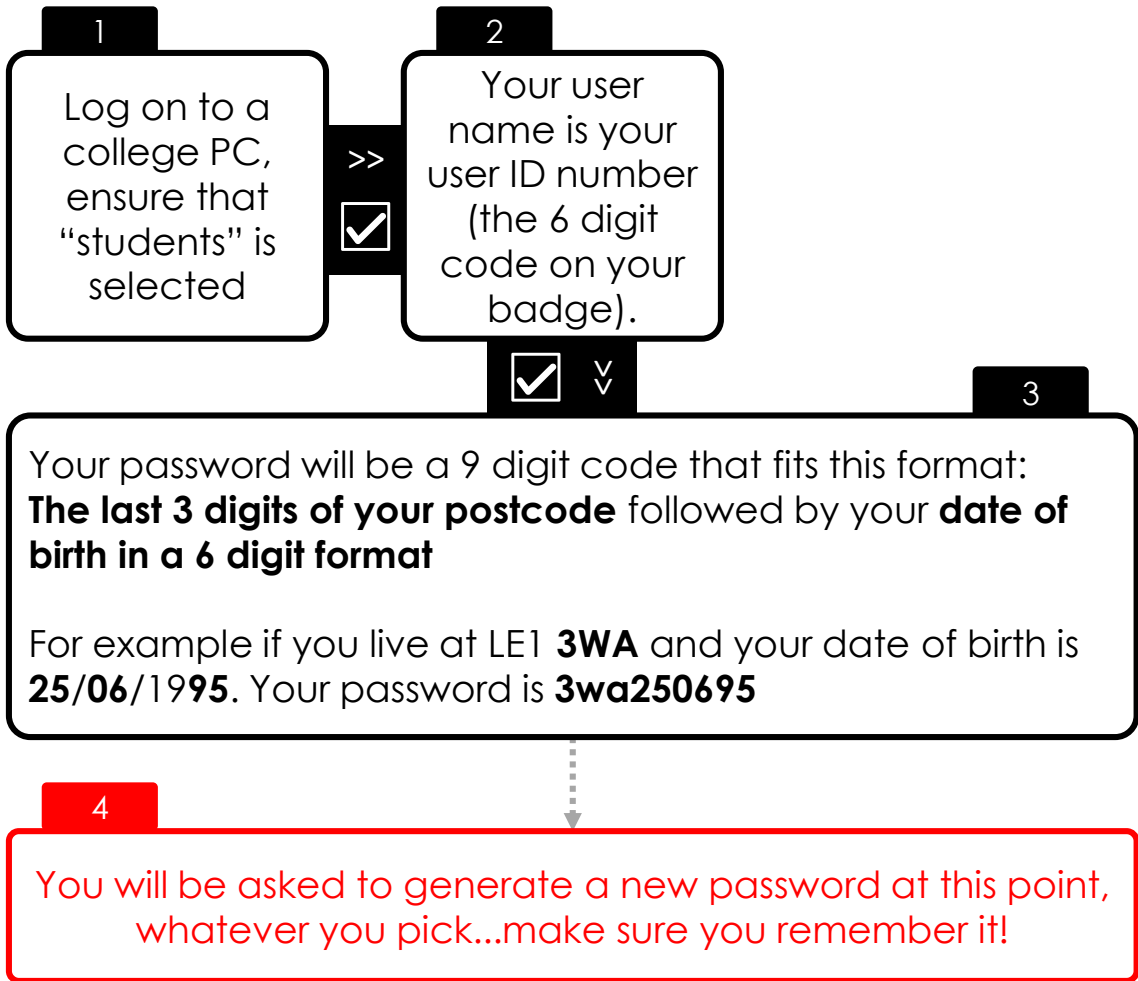 1
Log on to a
college PC,
ensure that
“students” is
selected
>>
2
Your user
name is your
user ID number
(the 6 digit
code on your
badge).
>>
3
Your password will be a 9 digit code that fits this format:
The last 3 digits of your postcode followed by your date of
birth in a 6 digit format
For example if you live at LE1 3WA and your date of birth is
25/06/1995. Your password is 3wa250695
4
You will be asked to generate a new password at this point,
whatever you pick...make sure you remember it!